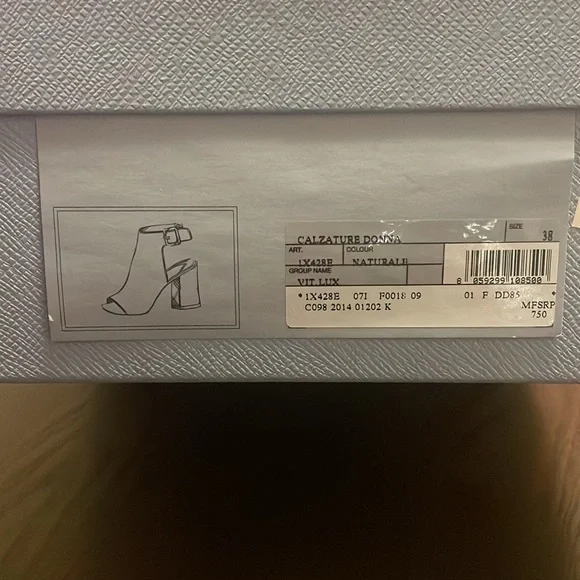 SIZE
CALZATURE DONNA 38
ART. COLOUR
1X428E NATURALE
GROUP NAME
VIT. LUX 8 059299 108500
*1X428E 07I F0018 09 01 F DD85 *
C098 2014 01202 K MFSRP
750